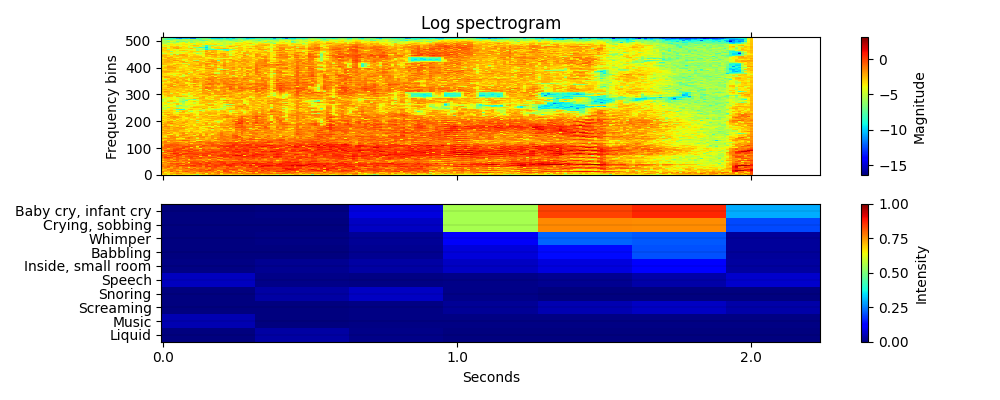 Log spectrogram
500
400
300
200
100
0
Frequency bins
0
−5
−10
−15
Magnitude
Baby cry, infant cry
Crying, sobbing
Whimper
Babbling
Inside, small room
Speech
Snoring
Screaming
Music
Liquid
0.0
1.0
2.0
Seconds
1.00
0.75
0.50
0.25
0.00
Intensity